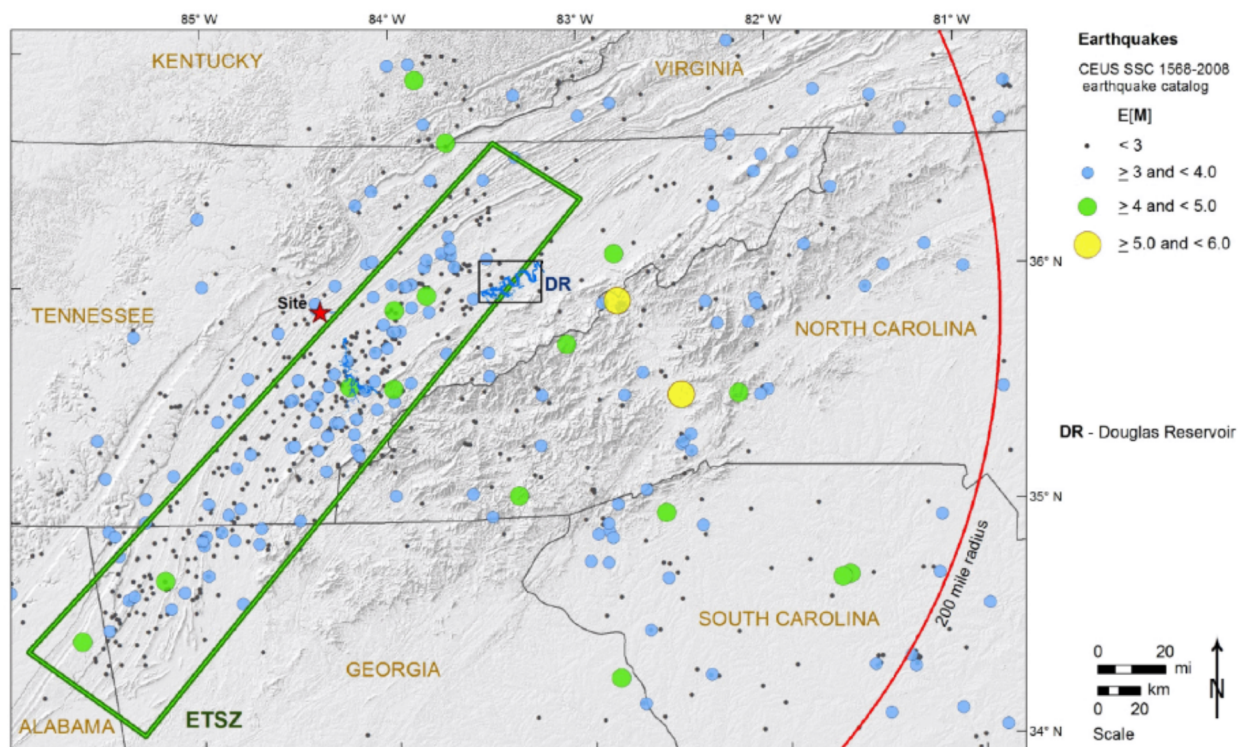 85° W 84° W 83° W 82° W 81° W
KENTUCKY
VIRGINIA
TENNESSEE
Site
DR
36° N
NORTH CAROLINA
35° N
SOUTH CAROLINA
200 mile radius
GEORGIA
ETSZ
ALABAMA
34° N
Earthquakes
CEUS SSC 1568-2008
earthquake catalog
E[M]
< 3
≥ 3 and < 4.0
≥ 4 and < 5.0
≥ 5.0 and < 6.0
DR - Douglas Reservoir
0 20
mi
km
0 20
Scale
N